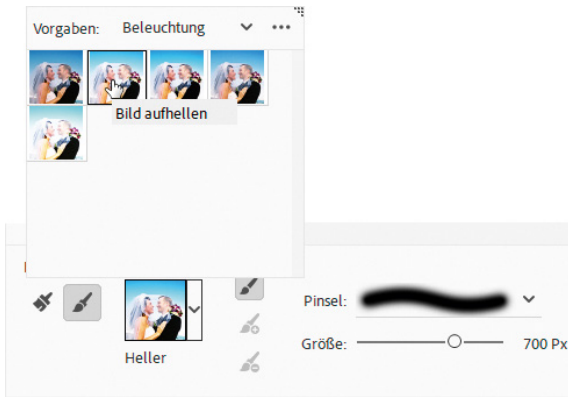 Vorgaben: Beleuchtung
Bild aufhellen
Pinsel:
Größe: 700 Px
Heller